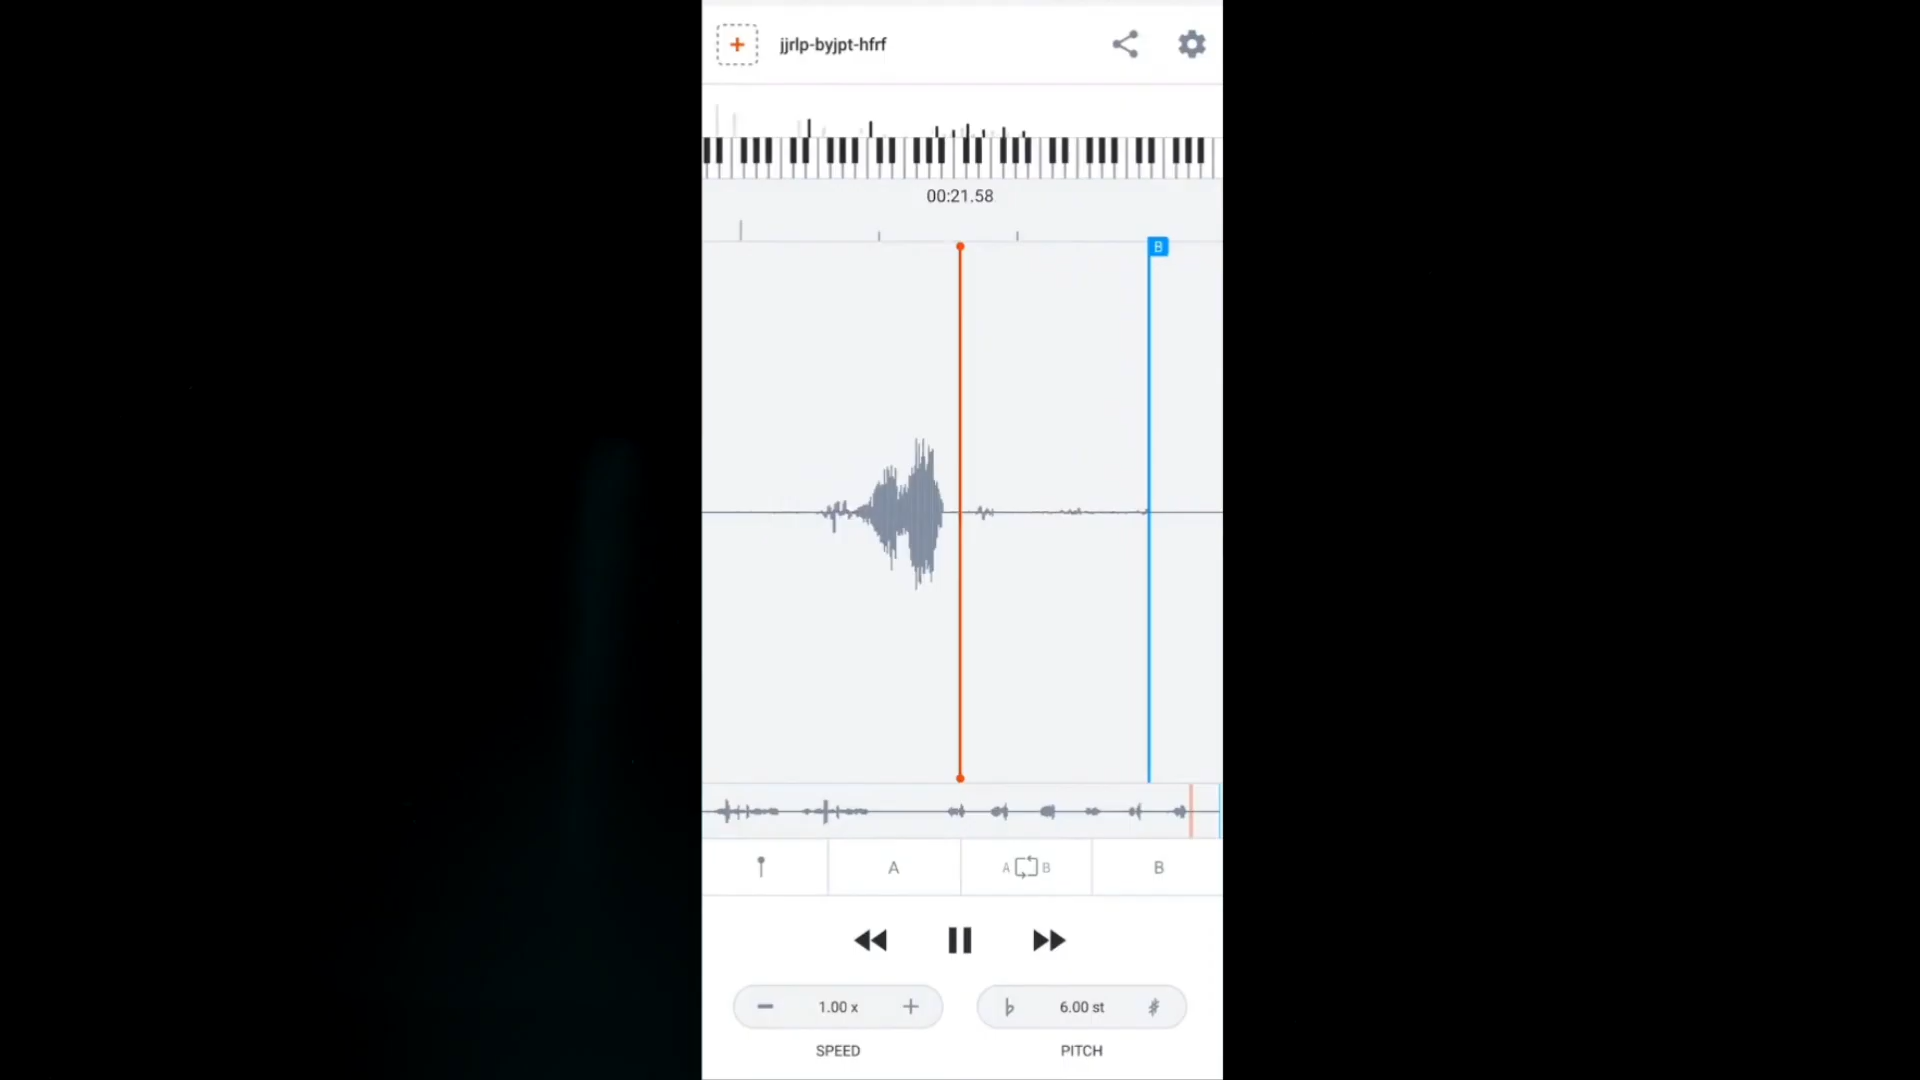 jjrlp-byjpt-hfrf
00:21.58
B
A
A B
B
1.00 x
6.00 st
SPEED
PITCH